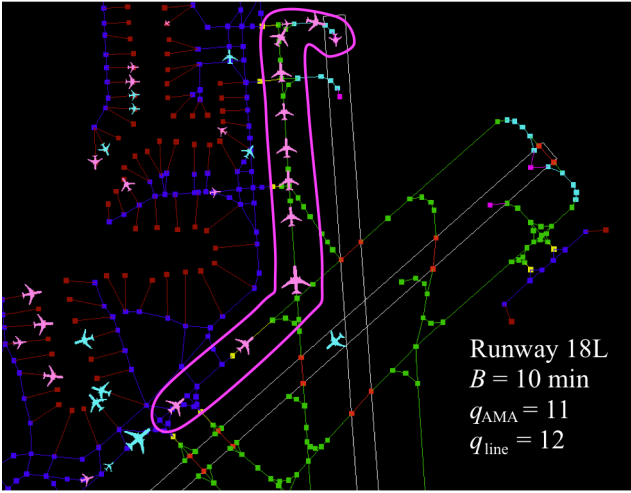 Runway 18L
B = 10 min
qAMA = 11
qline = 12